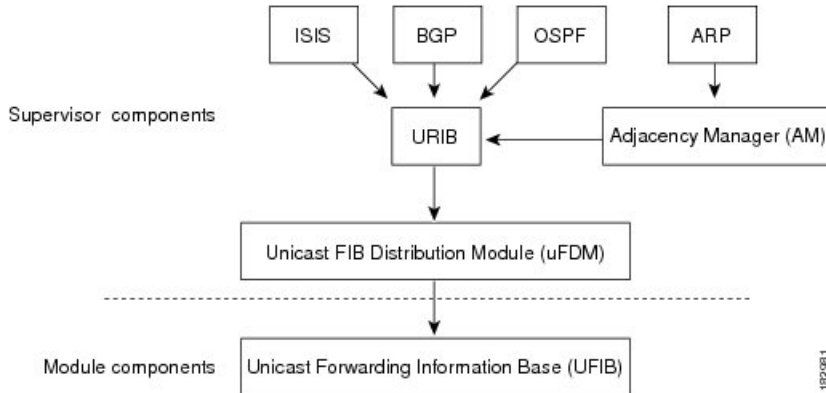 ISIS
BGP
OSPF
ARP
Supervisor components
URIB
Adjacency Manager (AM)
Unicast FIB Distribution Module (uFDM)
Module components
Unicast Forwarding Information Base (UFIB)
182981